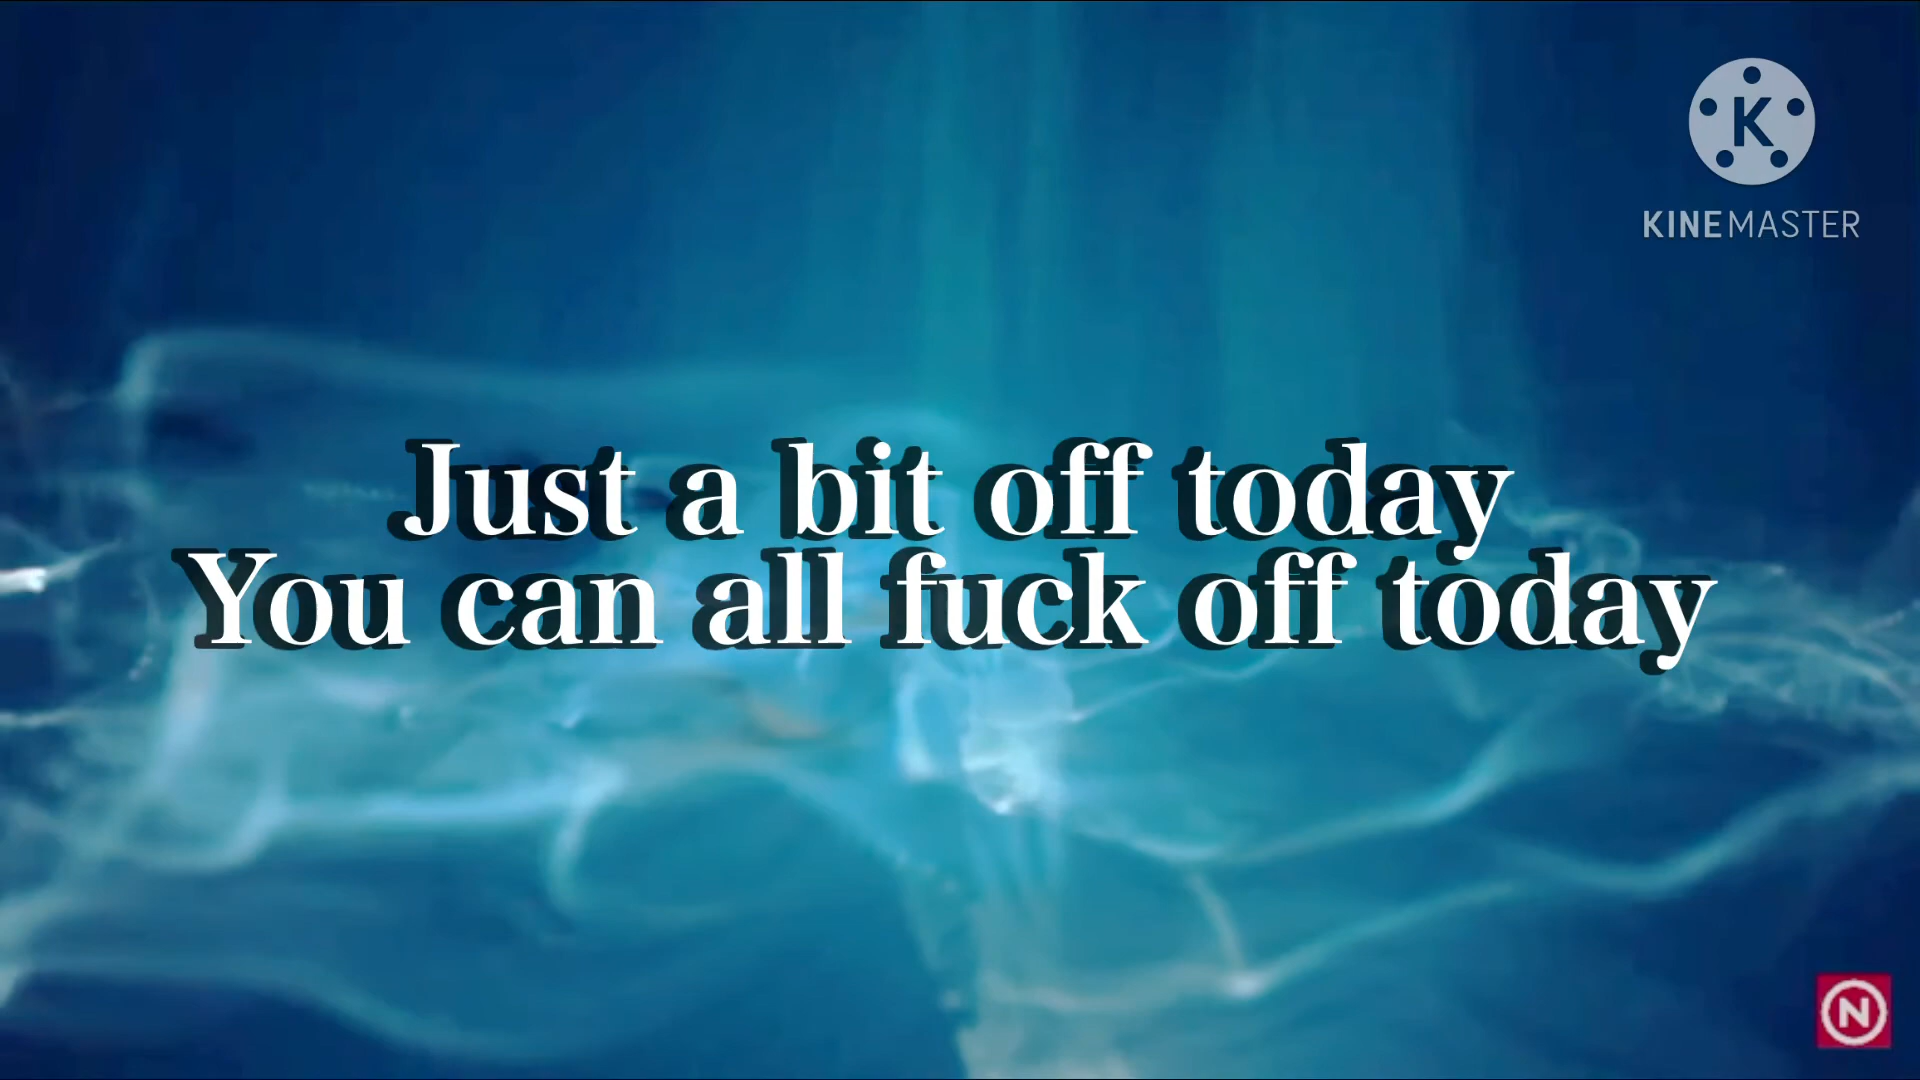 K
KINEMASTER
Just a bit off today
You can all fuck off today
N